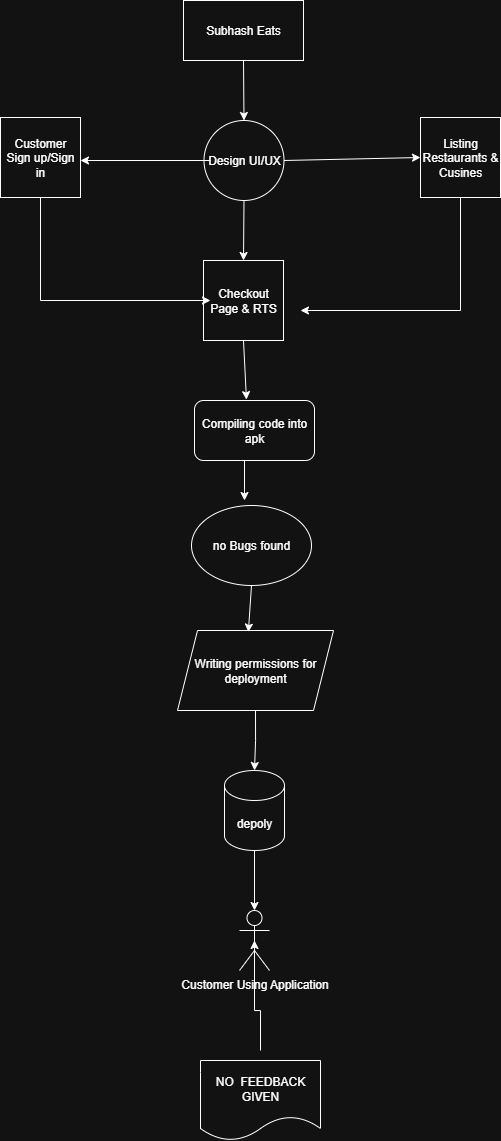 Subhash Eats
Customer
Sign up/Sign
in
Design UI/UX
Listing
Restaurants &
Cusines
Checkout
Page & RTS
Compiling code into
apk
no Bugs found
Writing permissions for
deployment
depoly
Customer Using Application
NO FEEDBACK
GIVEN